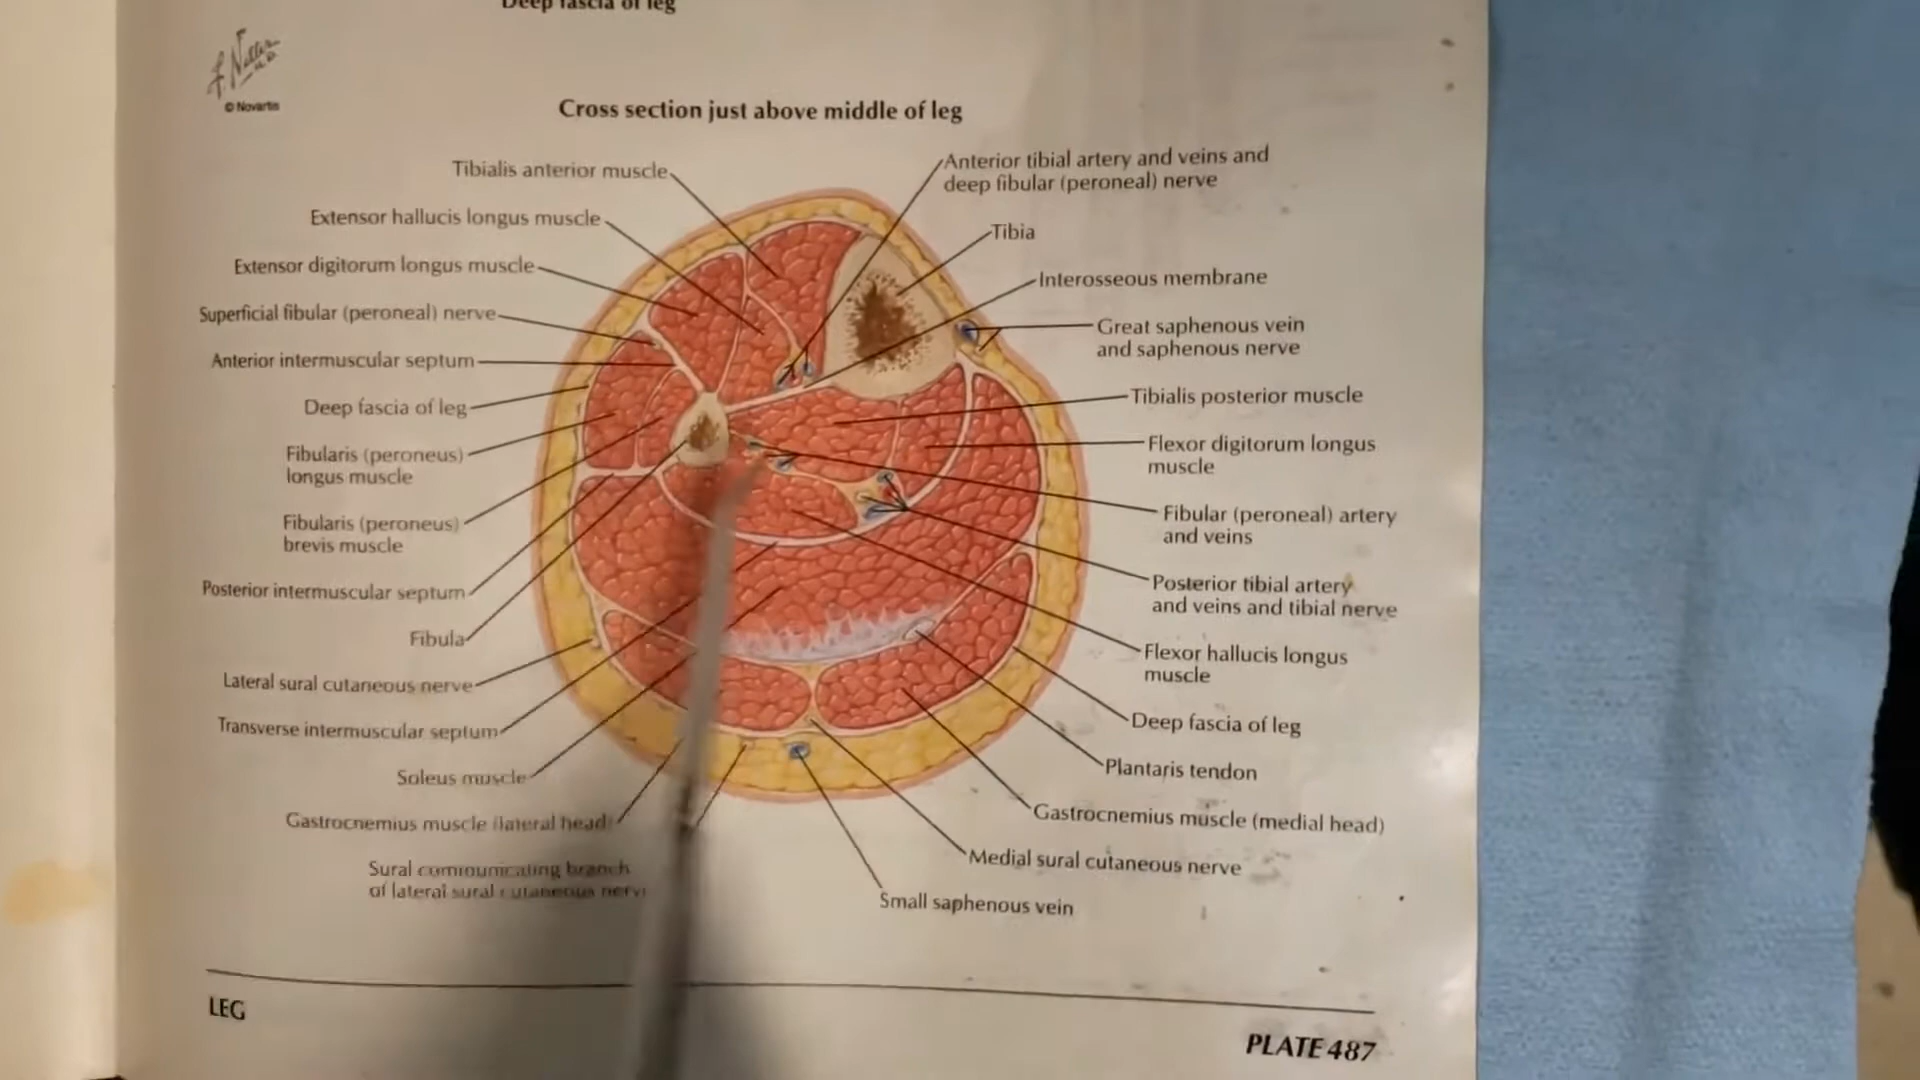 Deep fascia of leg
F. Netter
M.D.
© Novartis
Cross section just above middle of leg
Tibialis anterior muscle
Extensor hallucis longus muscle
Extensor digitorum longus muscle
Superficial fibular (peroneal) nerve
Anterior intermuscular septum
Deep fascia of leg
Fibularis (peroneus)
longus muscle
Fibularis (peroneus)
brevis muscle
Posterior intermuscular septum
Fibula
Lateral sural cutaneous nerve
Transverse intermuscular septum
Soleus muscle
Gastrocnemius muscle (lateral head)
Sural communicating branch
of lateral sural cutaneous nerve
Anterior tibial artery and veins and
deep fibular (peroneal) nerve
Tibia
Interosseous membrane
Great saphenous vein
and saphenous nerve
Tibialis posterior muscle
Flexor digitorum longus
muscle
Fibular (peroneal) artery
and veins
Posterior tibial artery
and veins and tibial nerve
Flexor hallucis longus
muscle
Deep fascia of leg
Plantaris tendon
Gastrocnemius muscle (medial head)
Medial sural cutaneous nerve
Small saphenous vein
LEG
PLATE 487